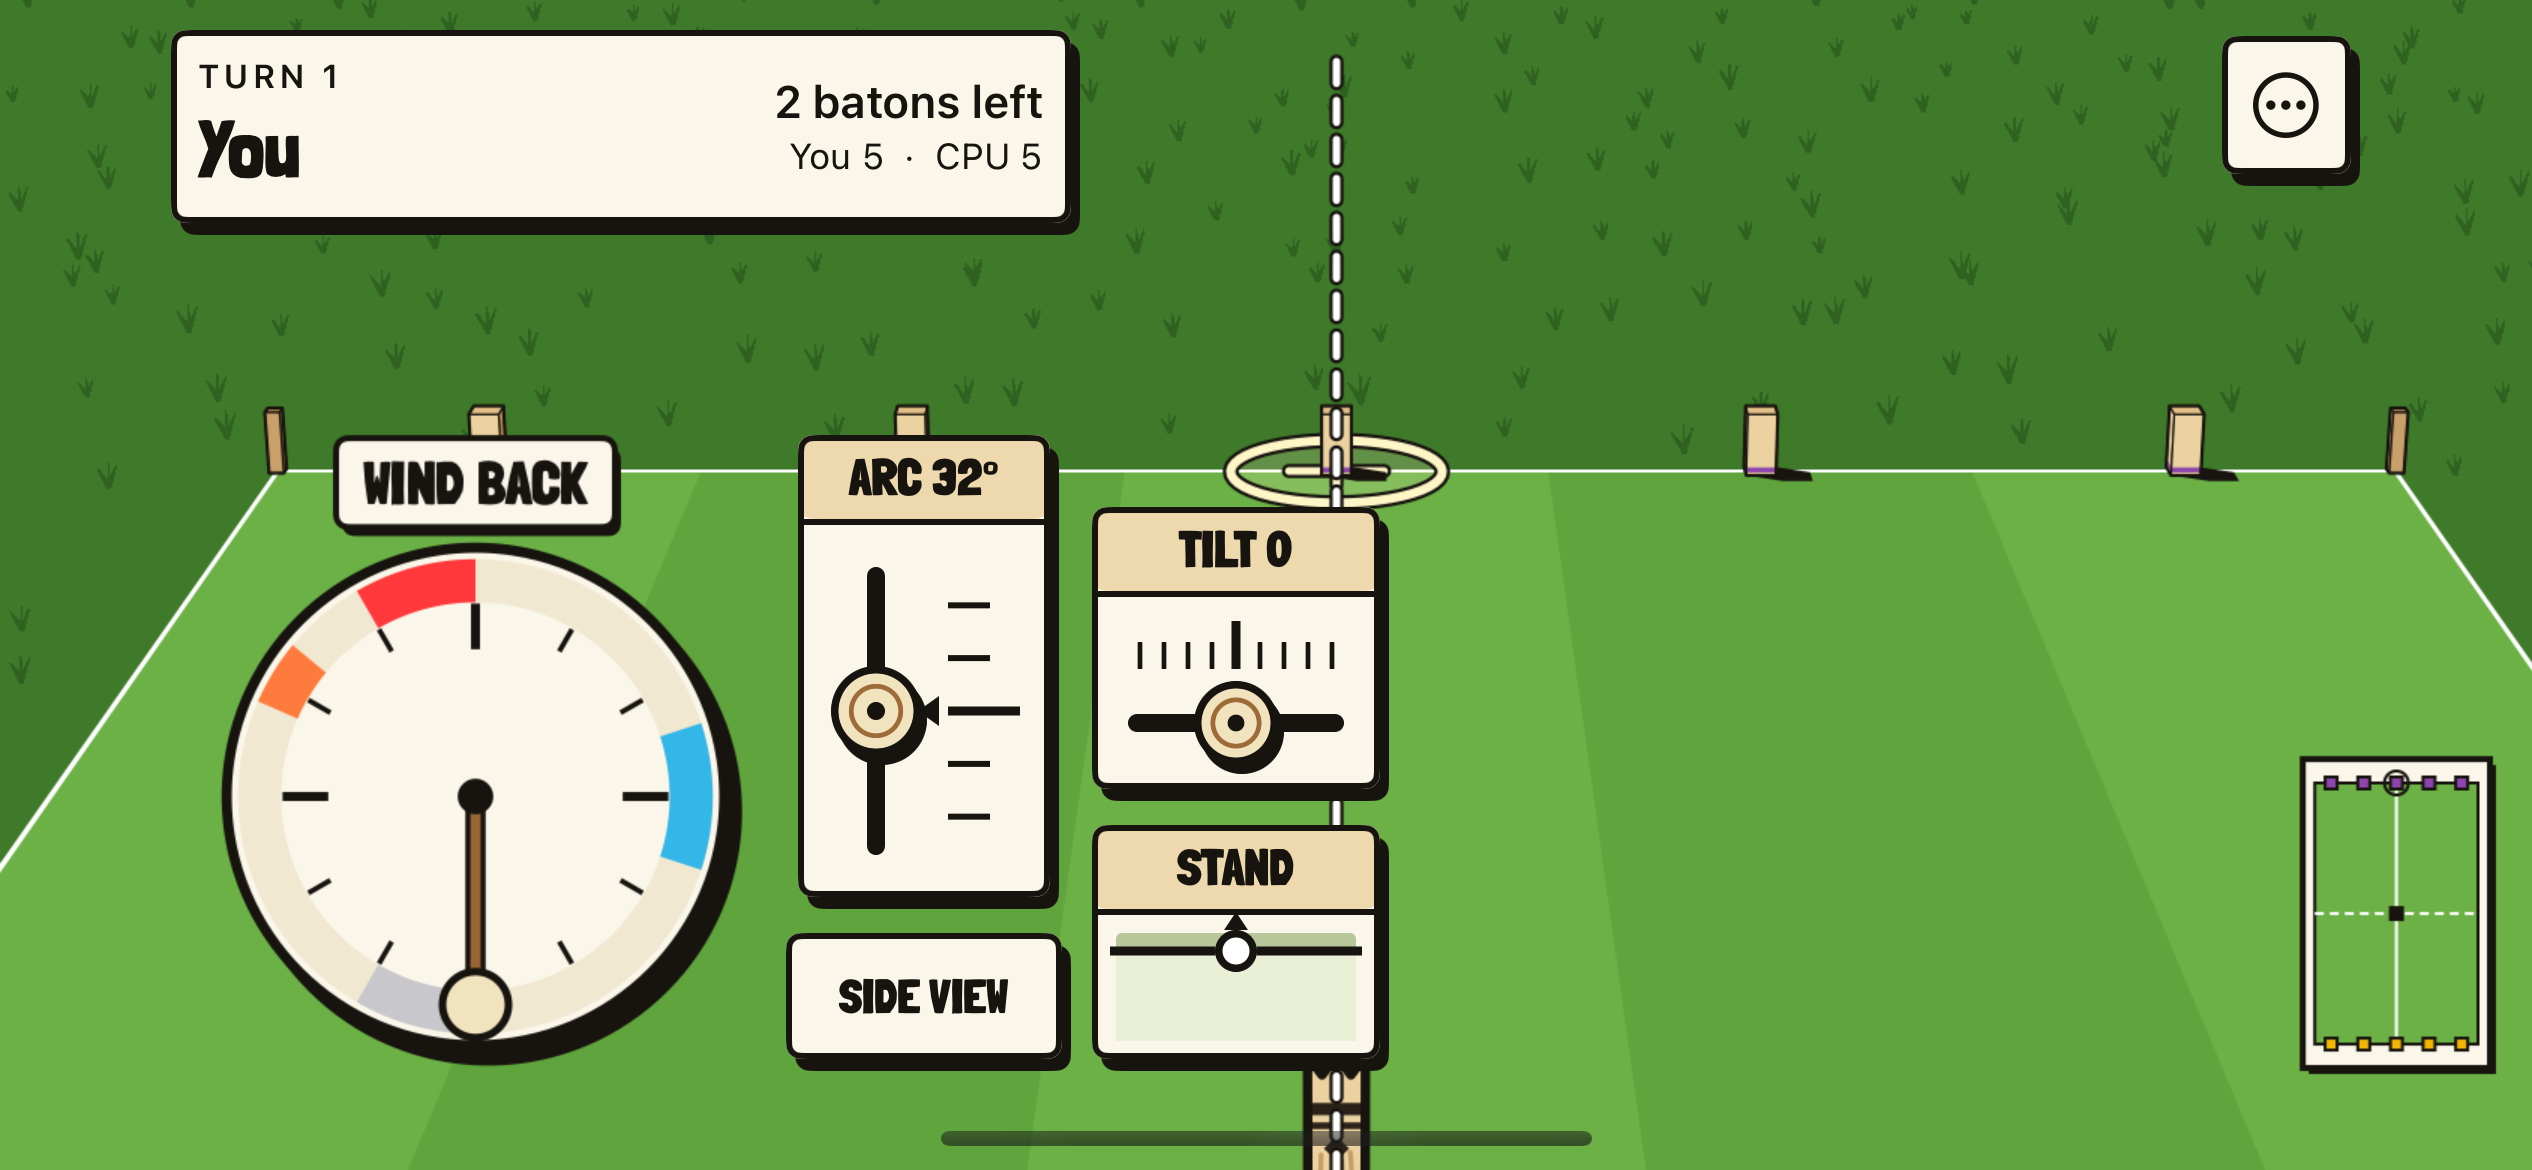 TURN 1
You
2 batons left
You 5 · CPU 5
WIND BACK
ARC 32°
TILT 0
STAND
SIDE VIEW